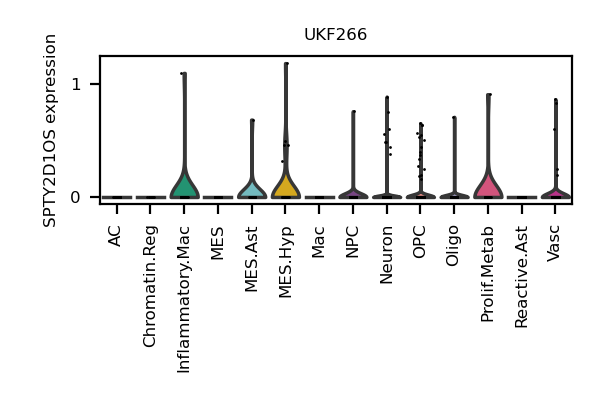 UKF266
SPTY2D1OS expression
1
0
AC
Chromatin.Reg
Inflammatory.Mac
MES
MES.Ast
MES.Hyp
Mac
NPC
Neuron
OPC
Oligo
Prolif.Metab
Reactive.Ast
Vasc